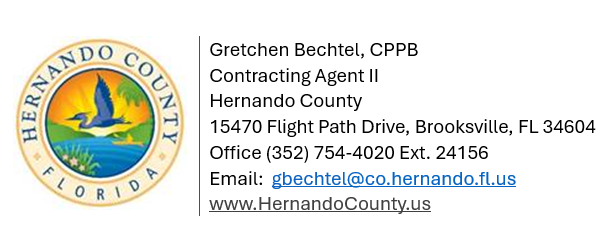 HERNANDO COUNTY
FLORIDA
Gretchen Bechtel, CPPB
Contracting Agent II
Hernando County
15470 Flight Path Drive, Brooksville, FL 34604
Office (352) 754-4020 Ext. 24156
Email: gbechtel@co.hernando.fl.us
www.HernandoCounty.us